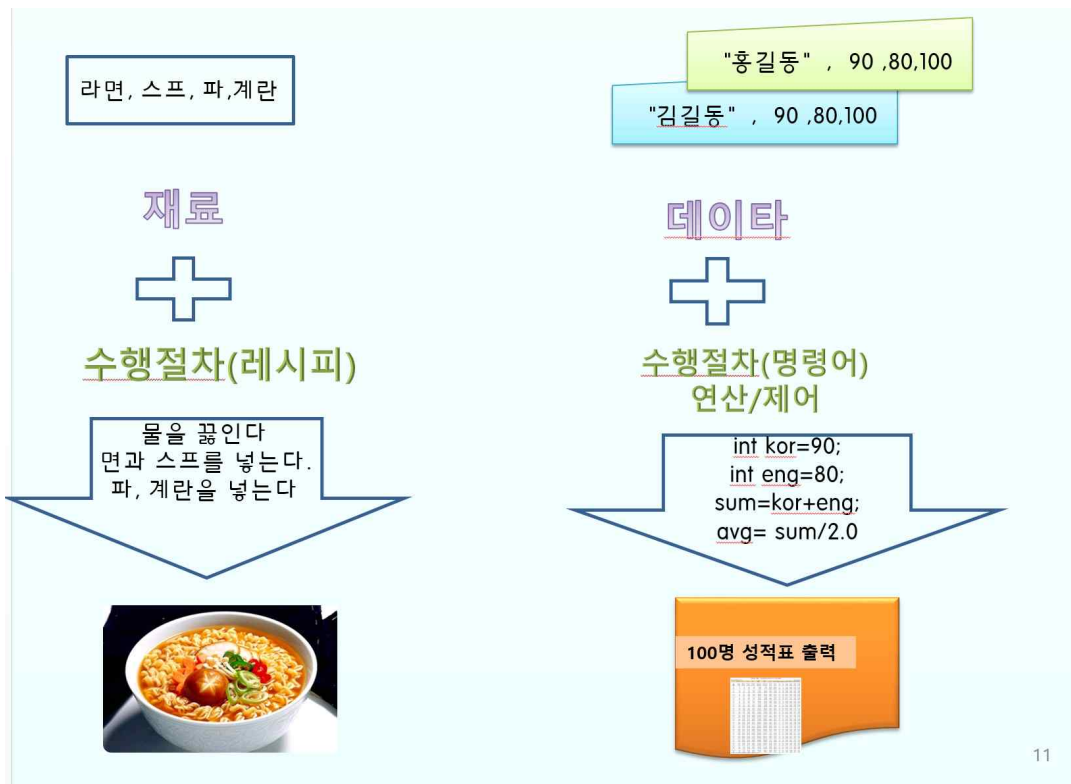 라면, 스프, 파,계란
재료
수행절차(레시피)
물을 끓인다
면과 스프를 넣는다.
파, 계란을 넣는다
"홍길동" , 90 ,80,100
"김길동" , 90 ,80,100
데이타
수행절차(명령어)
연산/제어
int kor=90;
int eng=80;
sum=kor+eng;
avg= sum/2.0
100명 성적표 출력
11